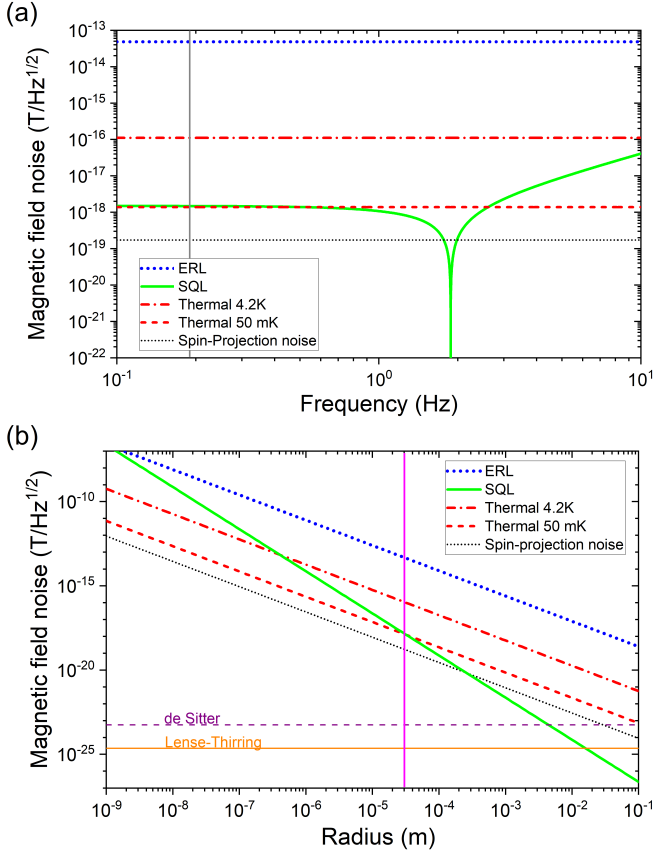 (a)
Magnetic field noise (T/Hz^1/2)
10^-13
10^-14
10^-15
10^-16
10^-17
10^-18
10^-19
10^-20
10^-21
10^-22
ERL
SQL
Thermal 4.2K
Thermal 50 mK
Spin-Projection noise
10^-1
10^0
10^1
Frequency (Hz)
(b)
Magnetic field noise (T/Hz^1/2)
10^-10
10^-15
10^-20
10^-25
ERL
SQL
Thermal 4.2K
Thermal 50 mK
Spin-projection noise
de Sitter
Lense-Thirring
10^-9
10^-8
10^-7
10^-6
10^-5
10^-4
10^-3
10^-2
10^-1
Radius (m)